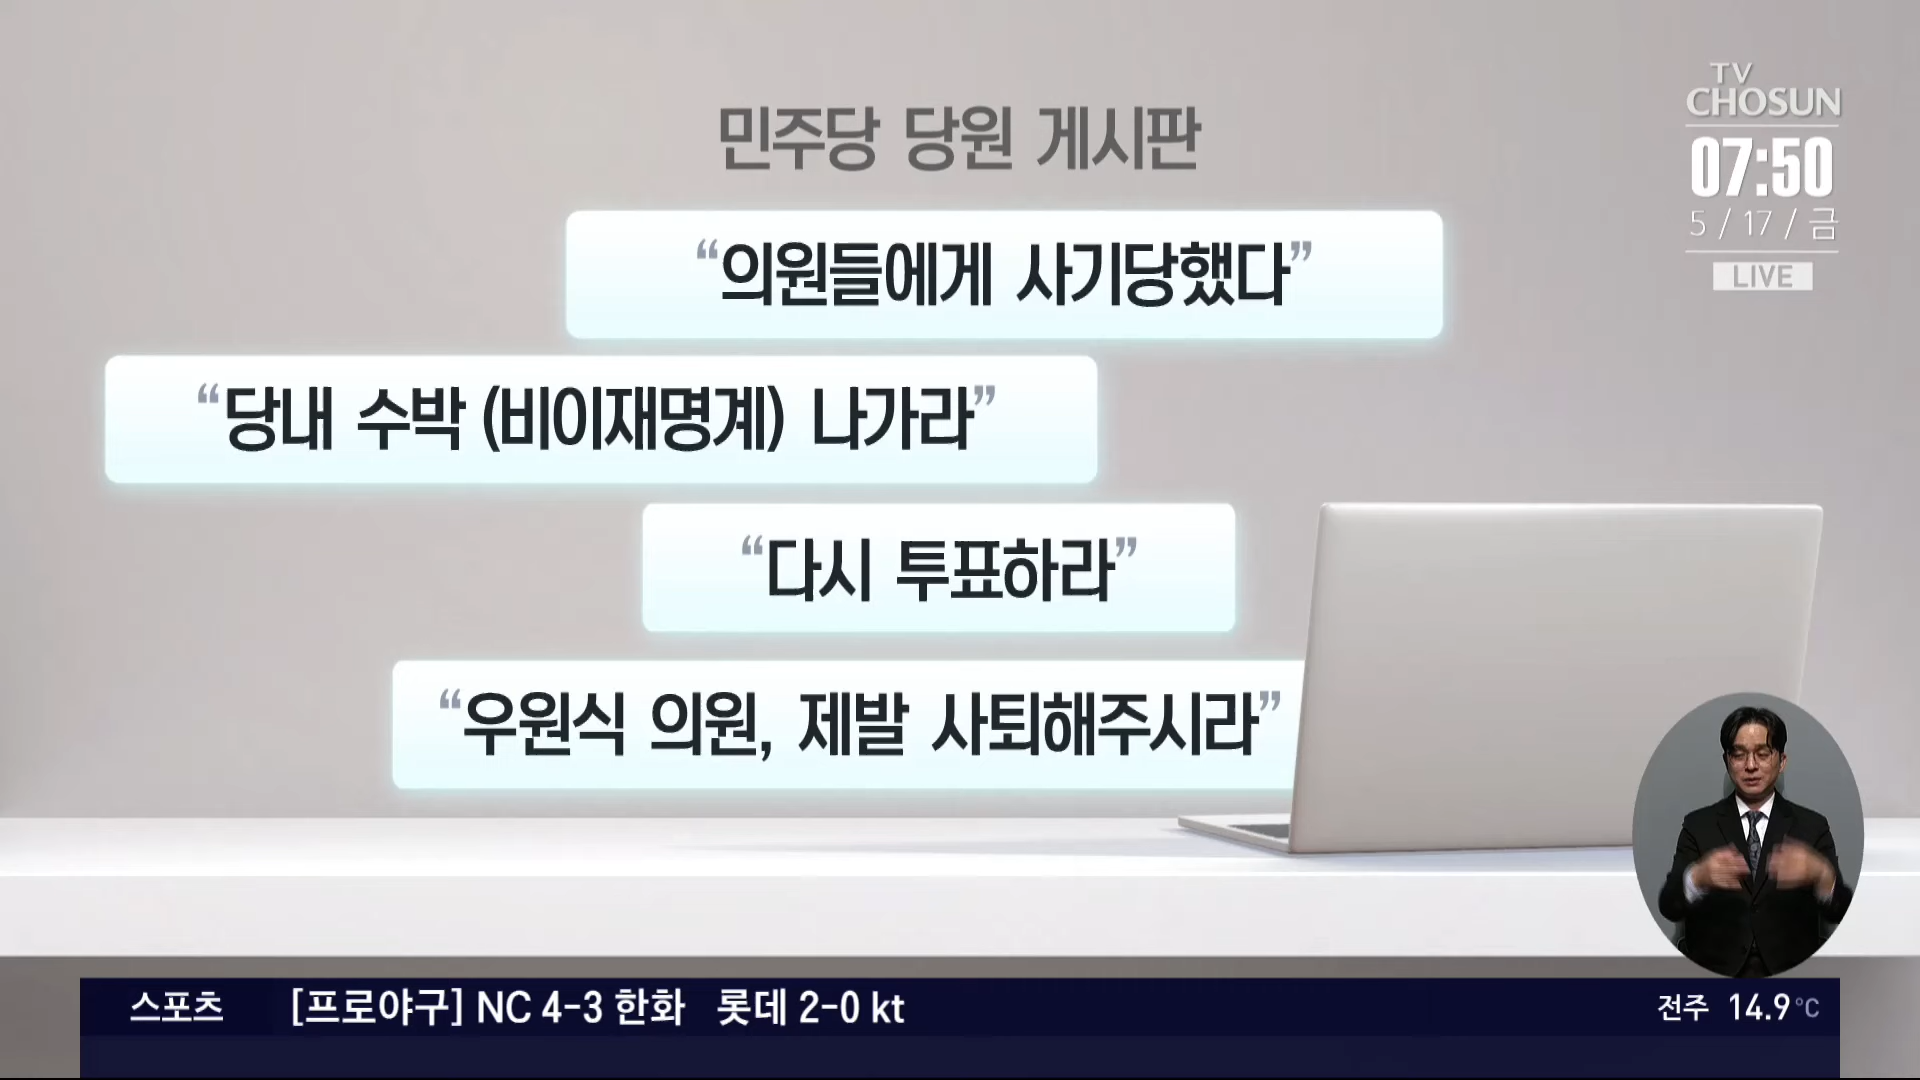 민주당 당원 게시판
“의원들에게 사기당했다”
“당내 수박 (비이재명계) 나가라”
“다시 투표하라”
“우원식 의원, 제발 사퇴해주시라”
TV
CHOSUN
07:50
5 / 17 / 금
LIVE
스포츠 [프로야구] NC 4-3 한화 롯데 2-0 kt 전주 14.9℃